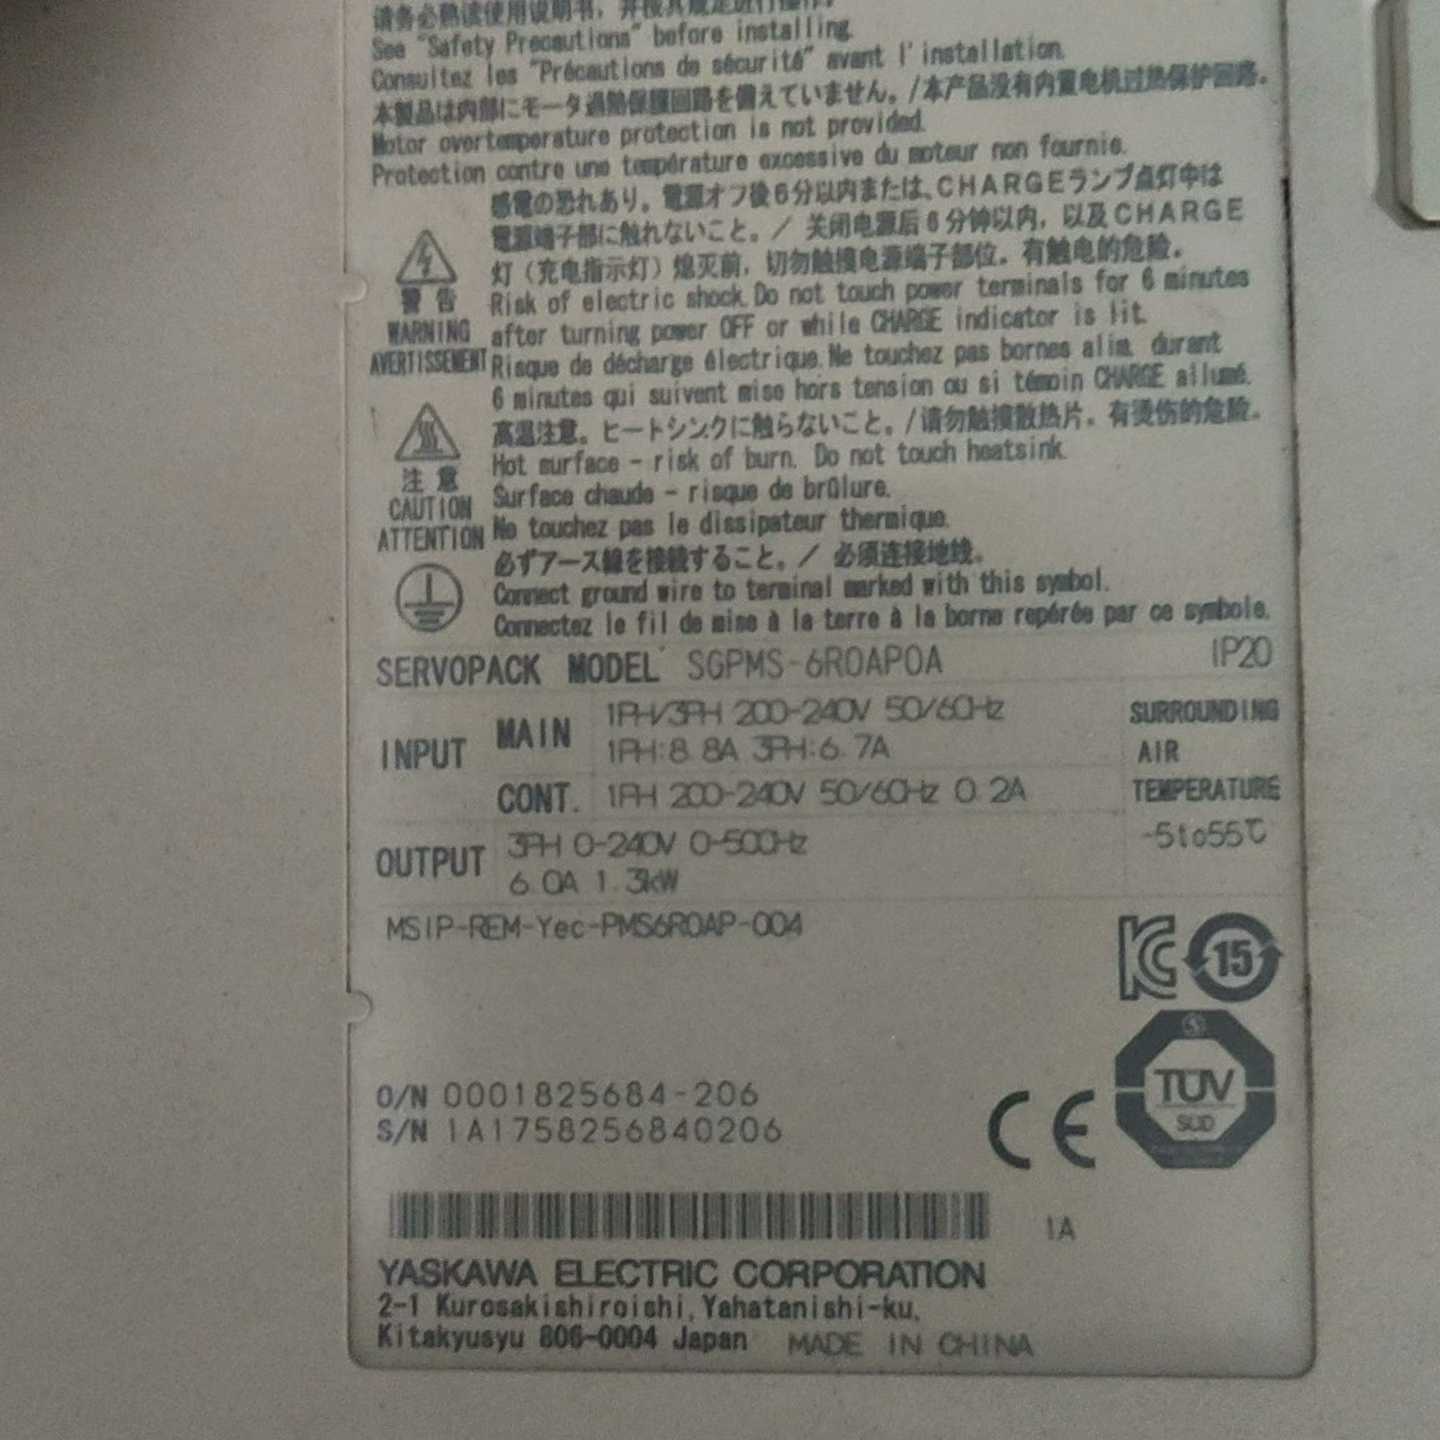 请务必熟读使用说明书，并按其规定进行操作。
See "Safety Precautions" before installing.
Consultez les "Précautions de sécurité" avant l'installation.
本製品は内部にモータ過熱保護回路を備えていません。/本产品没有内置电机过热保护回路。
Motor overtemperature protection is not provided.
Protection contre une température excessive du moteur non fournie.
感電の恐れあり。電源オフ後6分以内または、CHARGEランプ点灯中は
電源端子部に触れないこと。/ 关闭电源后6分钟以内，以及CHARGE
灯（充电指示灯）熄灭前，切勿触摸电源端子部位。有触电的危险。
警告
WARNING
AVERTISSEMENT
Risk of electric shock. Do not touch power terminals for 6 minutes
after turning power OFF or while CHARGE indicator is lit.
Risque de décharge électrique. Ne touchez pas bornes alim. durant
6 minutes qui suivent mise hors tension ou si témoin CHARGE allumé.
注意
CAUTION
ATTENTION
高温注意。ヒートシンクに触らないこと。/请勿触摸散热片。有烫伤的危险。
Hot surface - risk of burn. Do not touch heatsink.
Surface chaude - risque de brûlure.
Ne touchez pas le dissipateur thermique.
必ずアース線を接続すること。/ 必须连接地线。
Connect ground wire to terminal marked with this symbol.
Connectez le fil de mise à la terre à la borne repérée par ce symbole.
SERVOPACK MODEL SGPMS-6R0AP0A IP20
INPUT MAIN 1PH/3PH 200-240V 50/60Hz
1PH:8.8A 3PH:6.7A
CONT. 1PH 200-240V 50/60Hz 0.2A
SURROUNDING
AIR
TEMPERATURE
-5to55℃
OUTPUT 3PH 0-240V 0-500Hz
6.0A 1.3kW
MSIP-REM-Yec-PMS6R0AP-004
15
O/N 0001825684-206
S/N 1A1758256840206
CE
TÜV
SÜD
1A
YASKAWA ELECTRIC CORPORATION
2-1 Kurosakishiroishi, Yahatanishi-ku,
Kitakyusyu 806-0004 Japan MADE IN CHINA